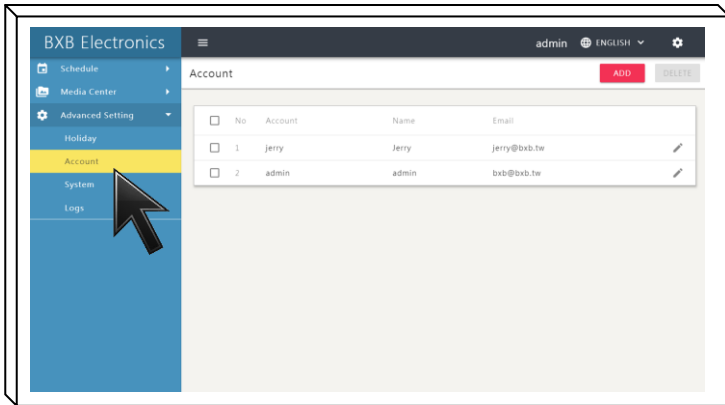 BXB Electronics
admin ENGLISH
Schedule
Media Center
Advanced Setting
Holiday
Account
System
Logs
Account ADD DELETE
No Account Name Email
1 jerry Jerry jerry@bxb.tw
2 admin admin bxb@bxb.tw